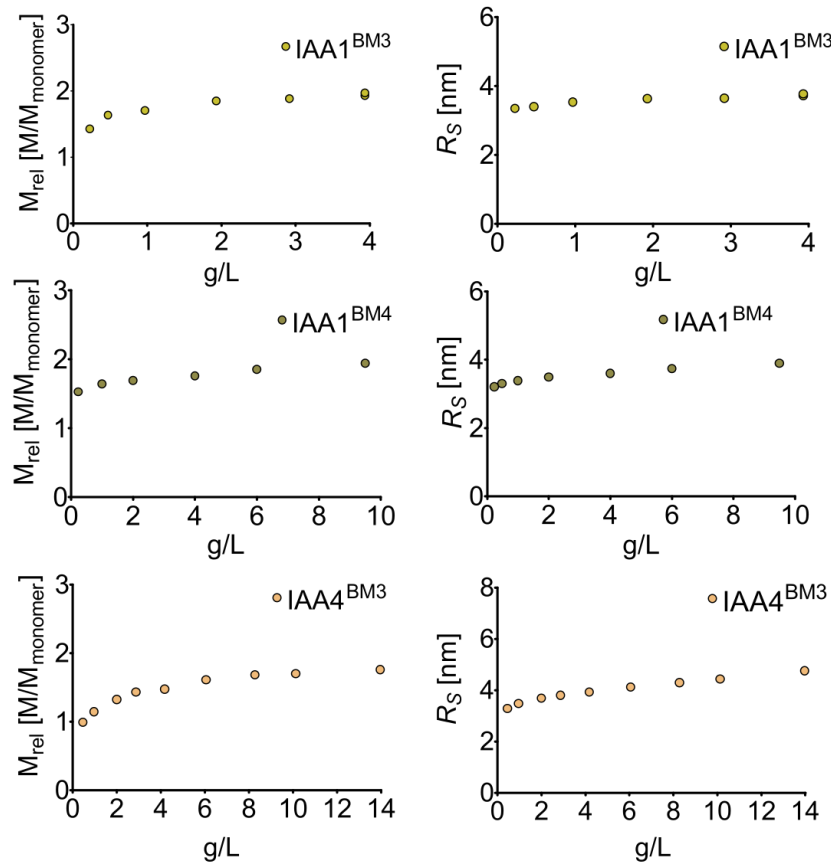 3
2
1
0
M_rel [M/M_monomer]
IAA1^BM3
0 1 2 3 4
g/L
6
4
2
0
R_S [nm]
IAA1^BM3
0 1 2 3 4
g/L
3
2
1
0
M_rel [M/M_monomer]
IAA1^BM4
0 2 4 6 8 10
g/L
6
4
2
0
R_S [nm]
IAA1^BM4
0 2 4 6 8 10
g/L
3
2
1
0
M_rel [M/M_monomer]
IAA4^BM3
0 2 4 6 8 10 12 14
g/L
8
6
4
2
0
R_S [nm]
IAA4^BM3
0 2 4 6 8 10 12 14
g/L